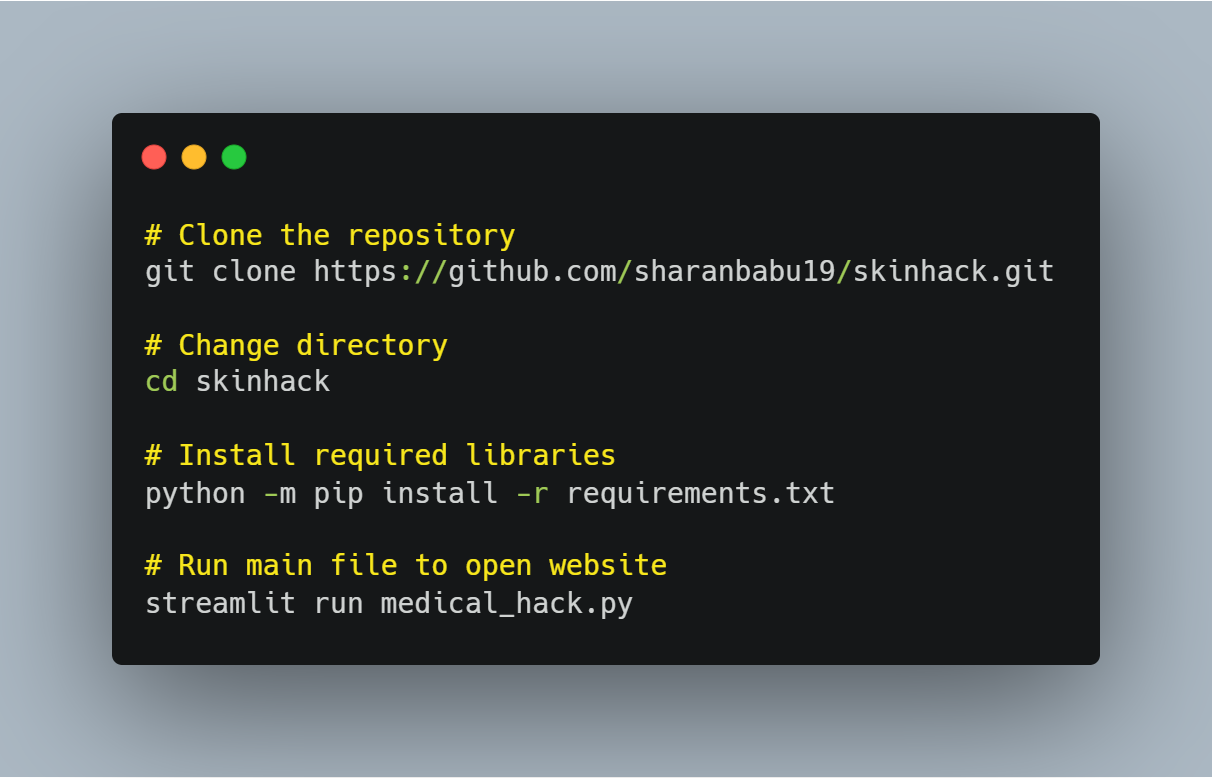 # Clone the repository
git clone https://github.com/sharanbabu19/skinhack.git
# Change directory
cd skinhack
# Install required libraries
python -m pip install -r requirements.txt
# Run main file to open website
streamlit run medical_hack.py